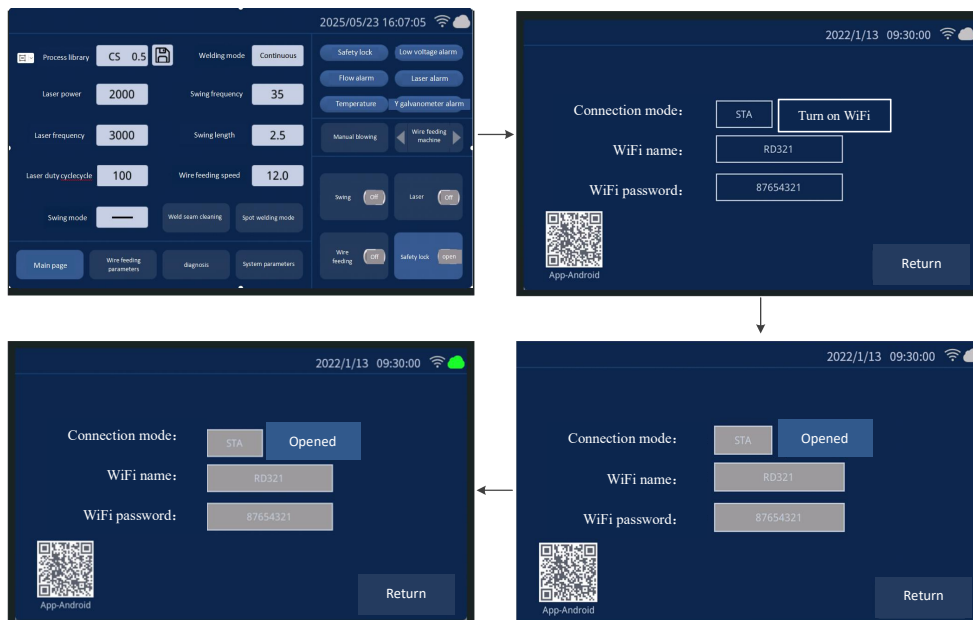 2025/05/23 16:07:05
Process library CS 0.5 Welding mode Continuous
Laser power 2000 Swing frequency 35
Laser frequency 3000 Swing length 2.5
Laser duty cyclecycle 100 Wire feeding speed 12.0
Swing mode Weld seam cleaning Spot welding mode
Main page Wire feeding parameters diagnosis System parameters
Safety lock Low voltage alarm
Flow alarm Laser alarm
Temperature Y galvanometer alarm
Manual blowing Wire feeding machine
Swing Off Laser Off
Wire feeding Off Safety lock open
2022/1/13 09:30:00
Connection mode: STA Turn on WiFi
WiFi name: RD321
WiFi password: 87654321
App-Android
Return
2022/1/13 09:30:00
Connection mode: STA Opened
WiFi name: RD321
WiFi password: 87654321
App-Android
Return
2022/1/13 09:30:00
Connection mode: STA Opened
WiFi name: RD321
WiFi password: 87654321
App-Android
Return